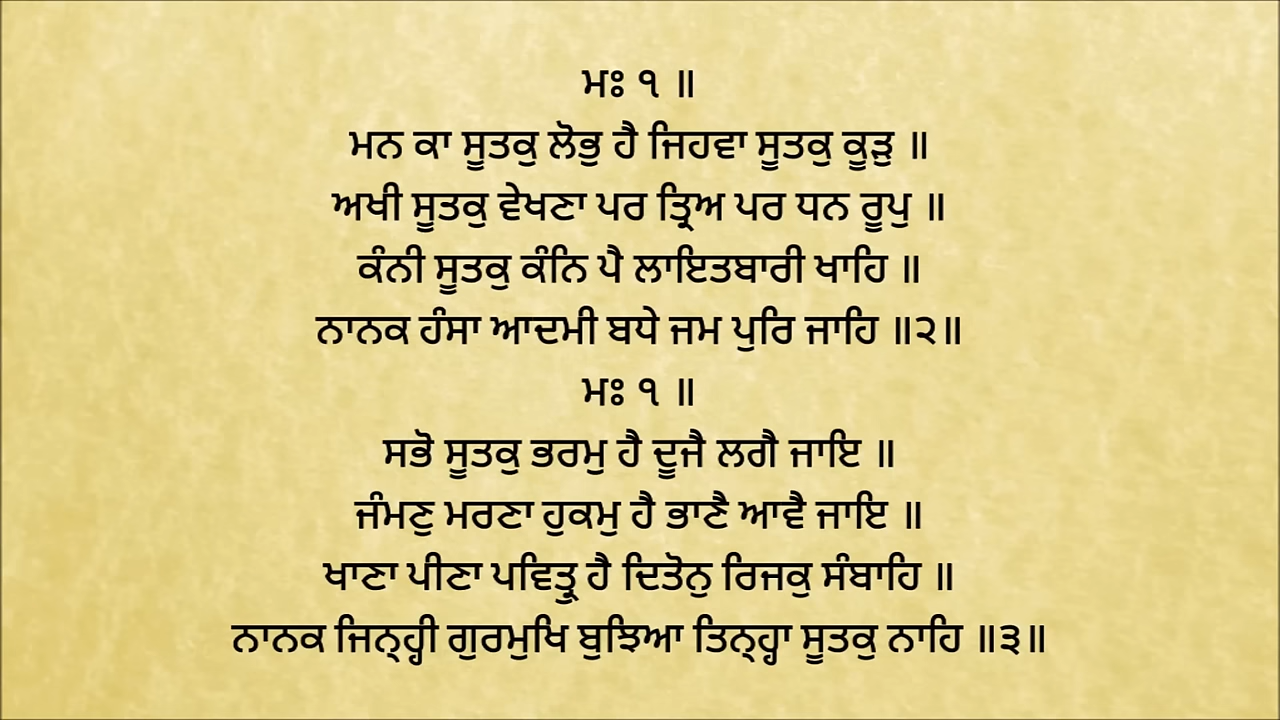 ਮਃ ੧ ॥
ਮਨ ਕਾ ਸੂਤਕੁ ਲੋਭੁ ਹੈ ਜਿਹਵਾ ਸੂਤਕੁ ਕੂੜੁ ॥
ਅਖੀ ਸੂਤਕੁ ਵੇਖਣਾ ਪਰ ਤ੍ਰਿਅ ਪਰ ਧਨ ਰੂਪੁ ॥
ਕੰਨੀ ਸੂਤਕੁ ਕੰਨਿ ਪੈ ਲਾਇਤਬਾਰੀ ਖਾਹਿ ॥
ਨਾਨਕ ਹੰਸਾ ਆਦਮੀ ਬਧੇ ਜਮ ਪੁਰਿ ਜਾਹਿ ॥੨॥
ਮਃ ੧ ॥
ਸਭੋ ਸੂਤਕੁ ਭਰਮੁ ਹੈ ਦੂਜੈ ਲਗੈ ਜਾਇ ॥
ਜੰਮਣੁ ਮਰਣਾ ਹੁਕਮੁ ਹੈ ਭਾਣੈ ਆਵੈ ਜਾਇ ॥
ਖਾਣਾ ਪੀਣਾ ਪਵਿਤ੍ਰੁ ਹੈ ਦਿਤੋਨੁ ਰਿਜਕੁ ਸੰਬਾਹਿ ॥
ਨਾਨਕ ਜਿਨ੍ਹੀ ਗੁਰਮੁਖਿ ਬੁਝਿਆ ਤਿਨ੍ਹਾ ਸੂਤਕੁ ਨਾਹਿ ॥੩॥